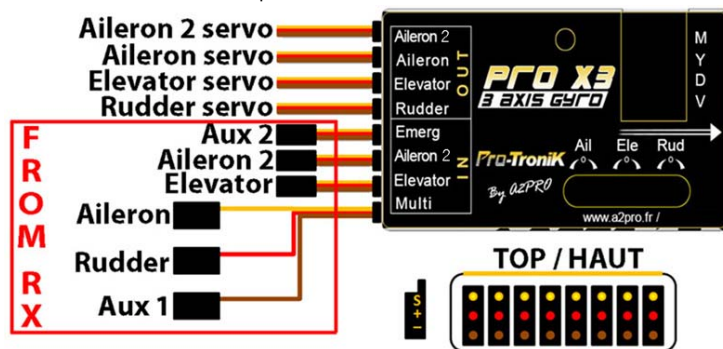 Aileron 2 servo
Aileron servo
Elevator servo
Rudder servo
Aux 2
Aileron 2
Elevator
Aileron
Rudder
Aux 1
FROM RX
Aileron 2
Aileron
Elevator
Rudder
OUT
Emerg
Aileron 2
Elevator
Multi
IN
PRO X3
3 AXIS GYRO
Pro-TroniK
By A2PRO
Ail Ele Rud
www.a2pro.fr /
M
Y
D
V
TOP / HAUT
S
+
–